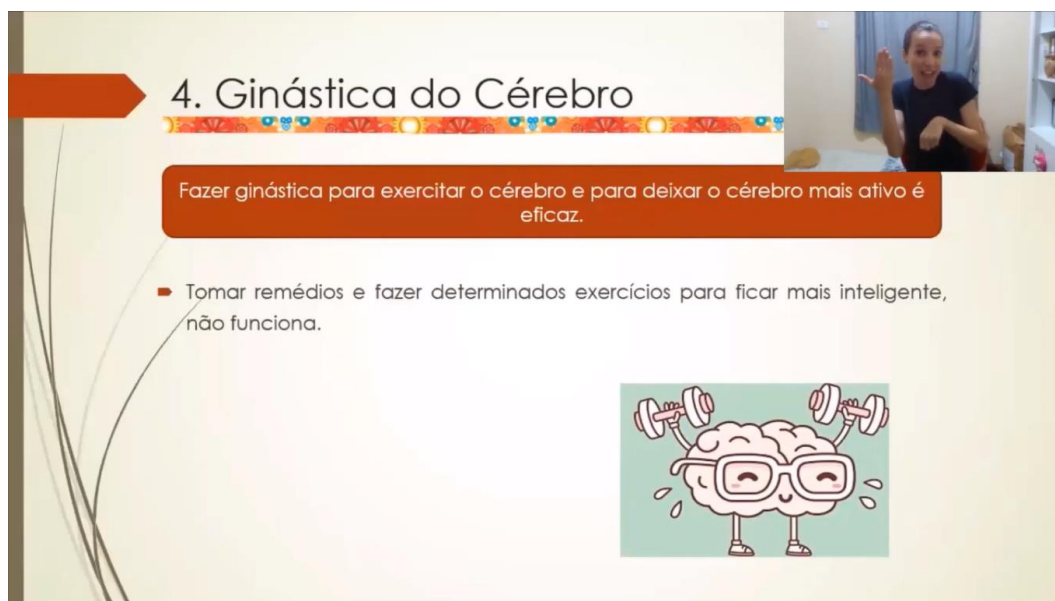 4. Ginástica do Cérebro
Fazer ginástica para exercitar o cérebro e para deixar o cérebro mais ativo é
eficaz.
Tomar remédios e fazer determinados exercícios para ficar mais inteligente,
não funciona.